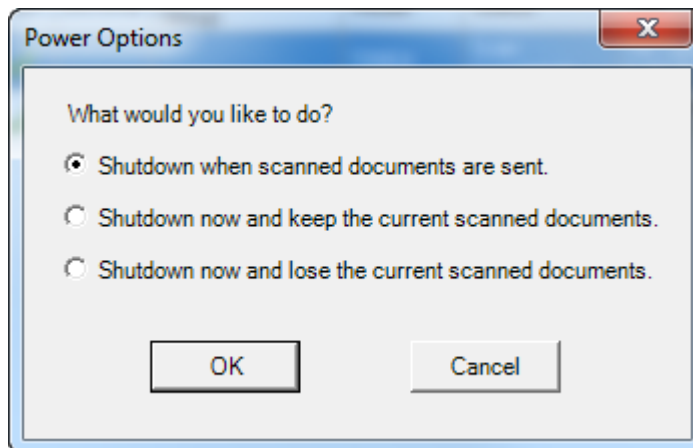 Power Options
What would you like to do?
Shutdown when scanned documents are sent.
Shutdown now and keep the current scanned documents.
Shutdown now and lose the current scanned documents.
OK
Cancel